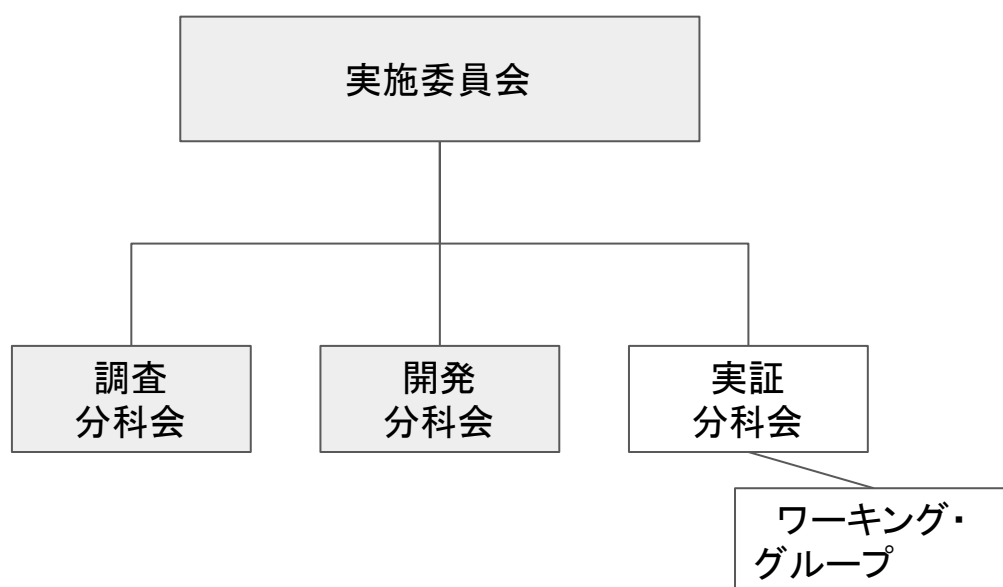 実施委員会
調査
分科会
開発
分科会
実証
分科会
ワーキング・
グループ